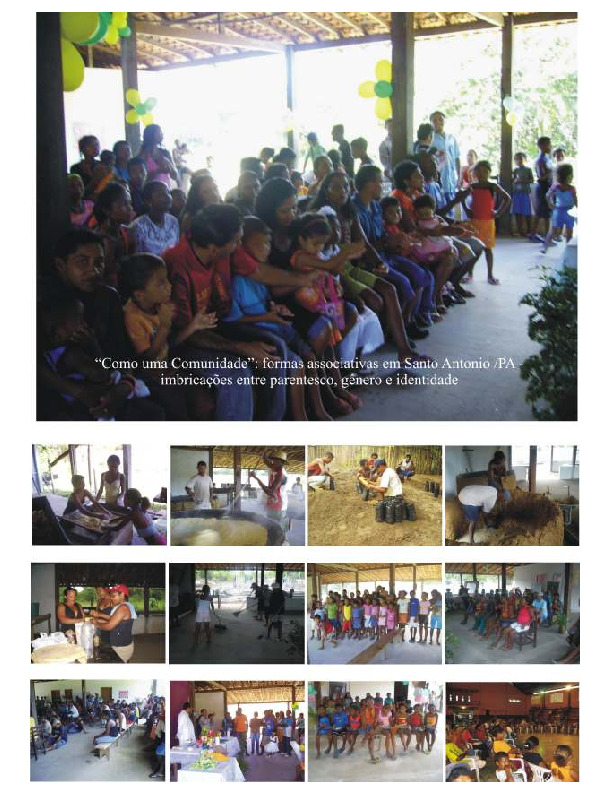 “Como uma Comunidade”: formas associativas em Santo Antonio /PA
imbricações entre parentesco, gênero e identidade